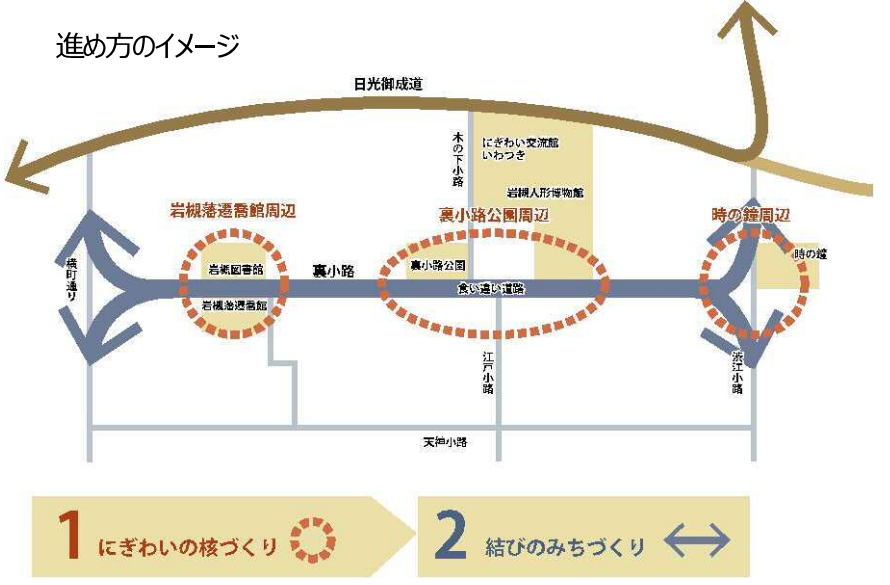 進め方のイメージ
日光御成道
木の下小路
にぎわい交流館
いわつき
岩槻人形博物館
岩槻藩遷喬館周辺
裏小路公園周辺
時の鐘周辺
横町通り
岩槻図書館
裏小路
裏小路公園
時の鐘
食い違い道路
岩槻藩遷喬館
江戸小路
渋江小路
天神小路
1 にぎわいの核づくり
2 結びのみちづくり